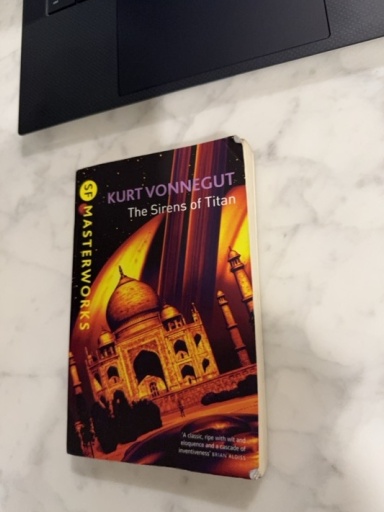 SF MASTERWORKS
KURT VONNEGUT
The Sirens of Titan
'A classic, ripe with wit and
eloquence and a cascade of
inventiveness' BRIAN ALDISS